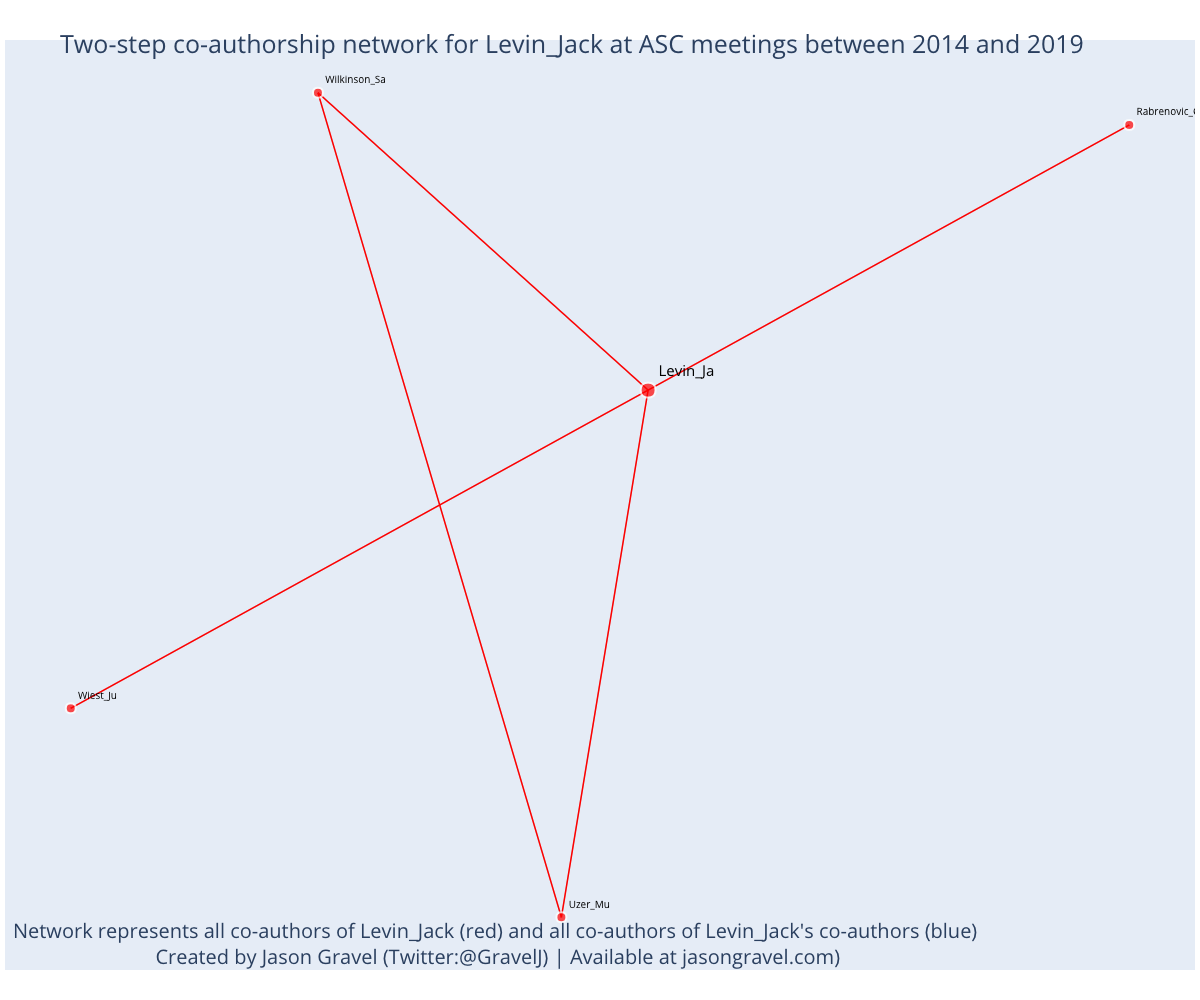 Two-step co-authorship network for Levin_Jack at ASC meetings between 2014 and 2019
Wilkinson_Sa
Rabrenovic_
Levin_Ja
Wiest_Ju
Uzer_Mu
Network represents all co-authors of Levin_Jack (red) and all co-authors of Levin_Jack's co-authors (blue)
Created by Jason Gravel (Twitter:@GravelJ) | Available at jasongravel.com)